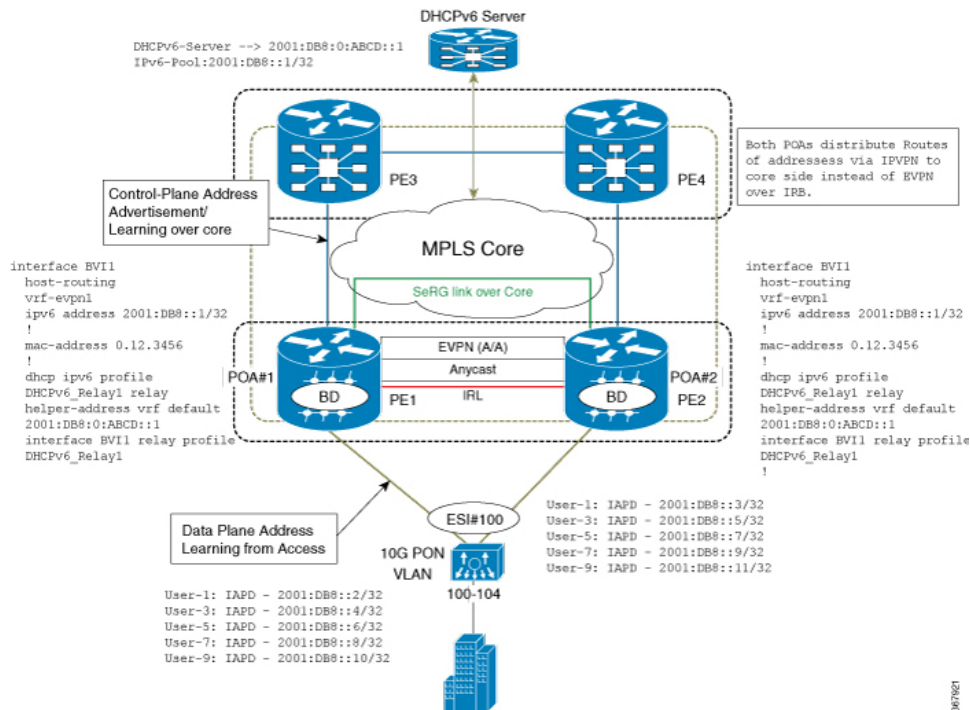 DHCPv6 Server
DHCPv6-Server --> 2001:DB8:0:ABCD::1
IPv6-Pool:2001:DB8::1/32
PE3
PE4
Both POAs distribute Routes
of addressess via IPVPN to
core side instead of EVPN
over IRB.
Control-Plane Address
Advertisement/
Learning over core
MPLS Core
SeRG link over Core
interface BVI1
host-routing
vrf-evpn1
ipv6 address 2001:DB8::1/32
!
mac-address 0.12.3456
!
dhcp ipv6 profile
DHCPv6_Relay1 relay
helper-address vrf default
2001:DB8:0:ABCD::1
interface BVI1 relay profile
DHCPv6_Relay1
POA#1
BD
PE1
EVPN (A/A)
Anycast
IRL
POA#2
BD
PE2
interface BVI1
host-routing
vrf-evpn1
ipv6 address 2001:DB8::1/32
!
mac-address 0.12.3456
!
dhcp ipv6 profile
DHCPv6_Relay1 relay
helper-address vrf default
2001:DB8:0:ABCD::1
interface BVI1 relay profile
DHCPv6_Relay1
!
Data Plane Address
Learning from Access
ESI#100
10G PON
VLAN
100-104
User-1: IAPD - 2001:DB8::3/32
User-3: IAPD - 2001:DB8::5/32
User-5: IAPD - 2001:DB8::7/32
User-7: IAPD - 2001:DB8::9/32
User-9: IAPD - 2001:DB8::11/32
User-1: IAPD - 2001:DB8::2/32
User-3: IAPD - 2001:DB8::4/32
User-5: IAPD - 2001:DB8::6/32
User-7: IAPD - 2001:DB8::8/32
User-9: IAPD - 2001:DB8::10/32
367921